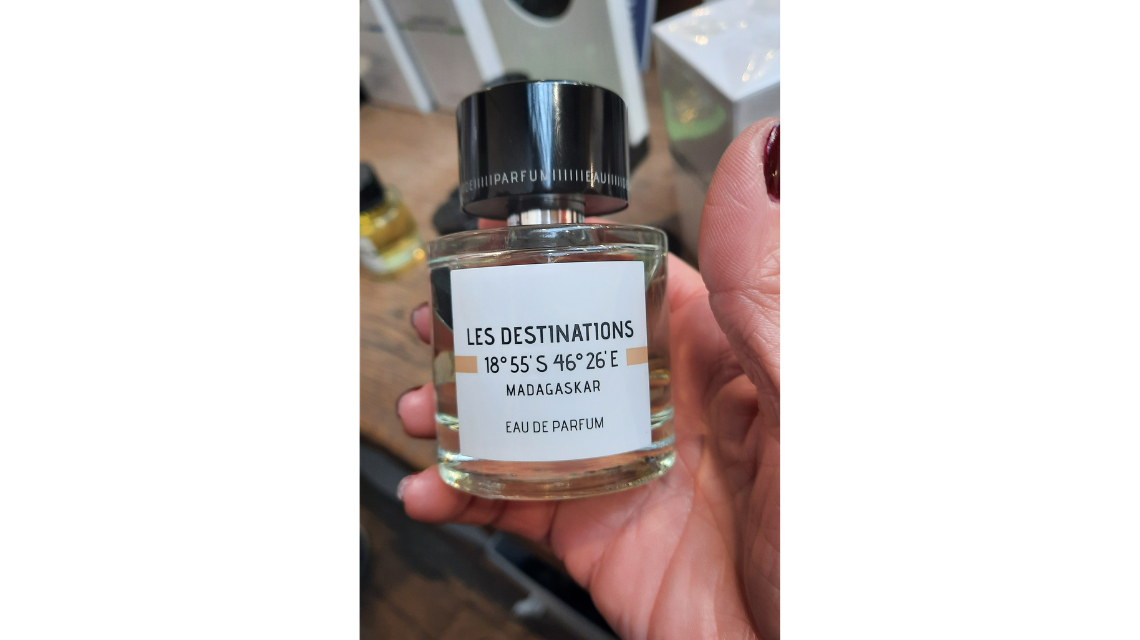 PARFUM||||||EAU
LES DESTINATIONS
18°55'S 46°26'E
MADAGASKAR
EAU DE PARFUM